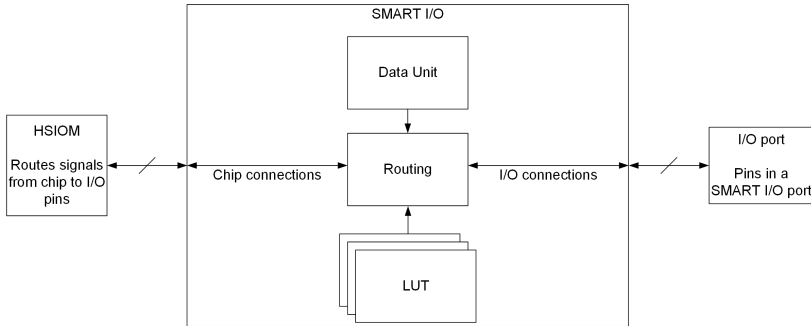 SMART I/O
Data Unit
HSIOM
Routes signals
from chip to I/O
pins
Chip connections
Routing
I/O connections
I/O port
Pins in a
SMART I/O port
LUT